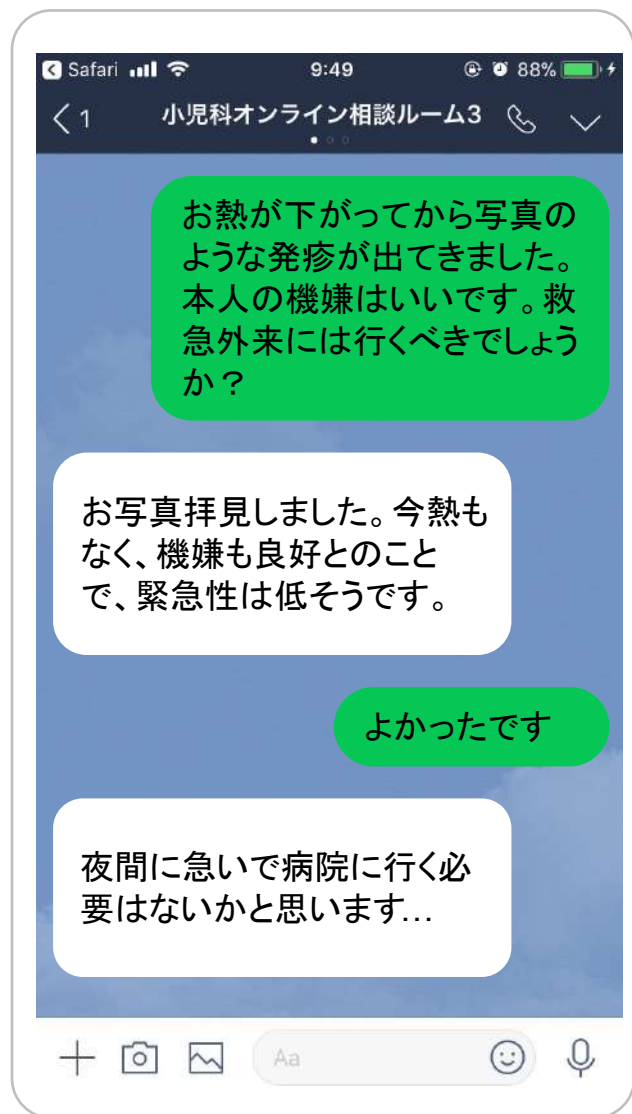 Safari 9:49 88%
1 小児科オンライン相談ルーム3
お熱が下がってから写真の
ような発疹が出てきました。
本人の機嫌はいいです。救
急外来には行くべきでしょう
か？
お写真拝見しました。今熱も
なく、機嫌も良好とのこと
で、緊急性は低そうです。
よかったです
夜間に急いで病院に行く必
要はないかと思います…
Aa